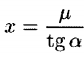 x = μ / tg α